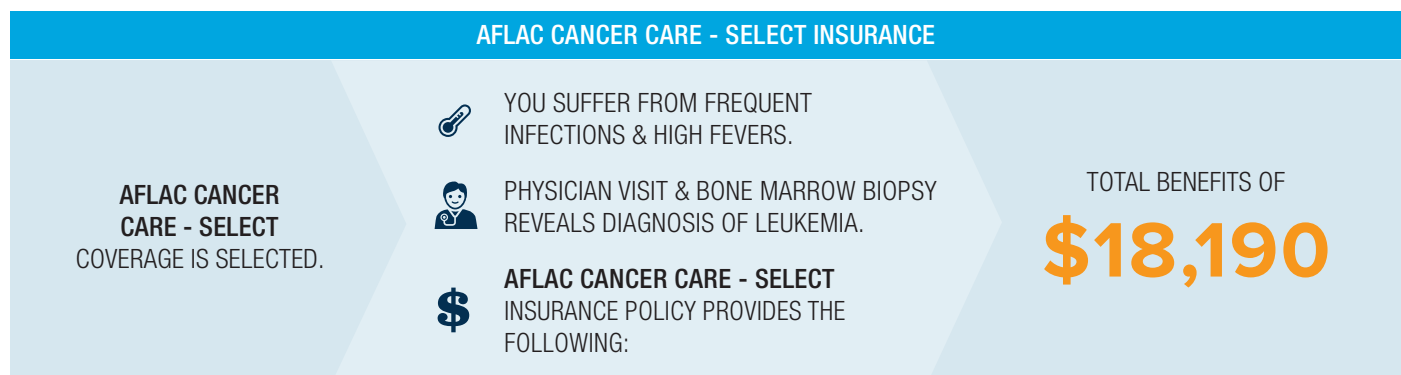 AFLAC CANCER CARE - SELECT INSURANCE
AFLAC CANCER
CARE - SELECT
COVERAGE IS SELECTED.
YOU SUFFER FROM FREQUENT
INFECTIONS & HIGH FEVERS.
PHYSICIAN VISIT & BONE MARROW BIOPSY
REVEALS DIAGNOSIS OF LEUKEMIA.
$
AFLAC CANCER CARE - SELECT
INSURANCE POLICY PROVIDES THE
FOLLOWING:
TOTAL BENEFITS OF
$18,190